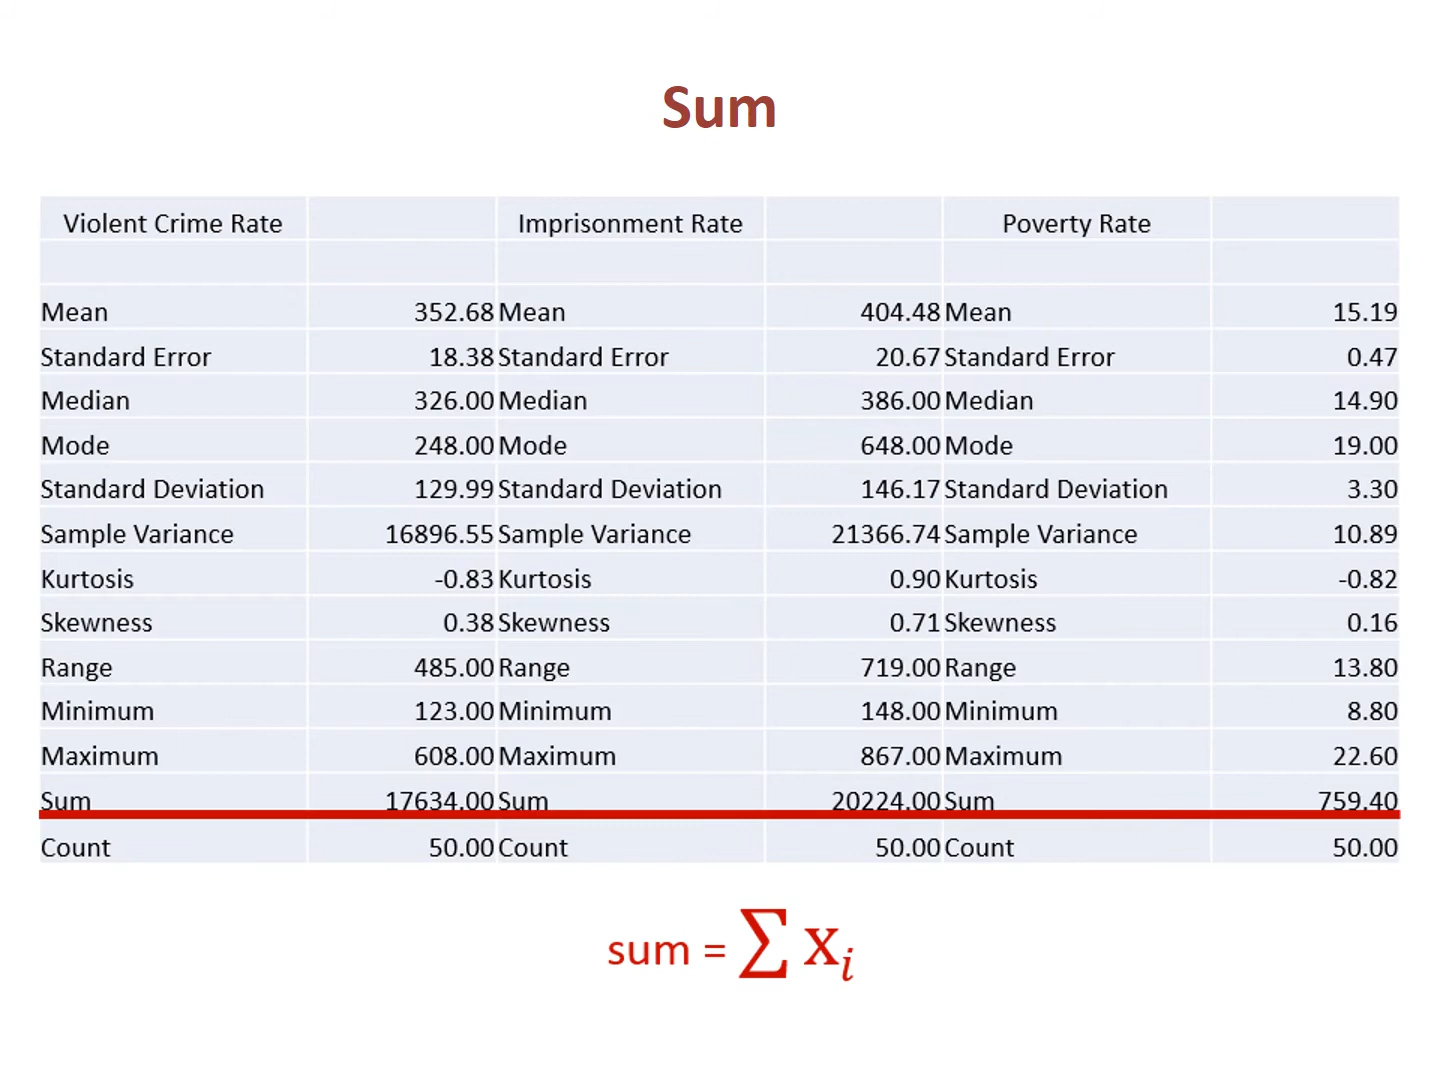 Sum
Violent Crime Rate Imprisonment Rate Poverty Rate
Mean 352.68 Mean 404.48 Mean 15.19
Standard Error 18.38 Standard Error 20.67 Standard Error 0.47
Median 326.00 Median 386.00 Median 14.90
Mode 248.00 Mode 648.00 Mode 19.00
Standard Deviation 129.99 Standard Deviation 146.17 Standard Deviation 3.30
Sample Variance 16896.55 Sample Variance 21366.74 Sample Variance 10.89
Kurtosis -0.83 Kurtosis 0.90 Kurtosis -0.82
Skewness 0.38 Skewness 0.71 Skewness 0.16
Range 485.00 Range 719.00 Range 13.80
Minimum 123.00 Minimum 148.00 Minimum 8.80
Maximum 608.00 Maximum 867.00 Maximum 22.60
Sum 17634.00 Sum 20224.00 Sum 759.40
Count 50.00 Count 50.00 Count 50.00
sum = ∑ xᵢ